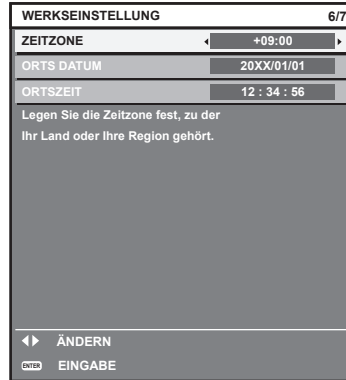 WERKSEINSTELLUNG 6/7
ZEITZONE +09:00
ORTS DATUM 20XX/01/01
ORTSZEIT 12 : 34 : 56
Legen Sie die Zeitzone fest, zu der
Ihr Land oder Ihre Region gehört.
ÄNDERN
ENTER EINGABE